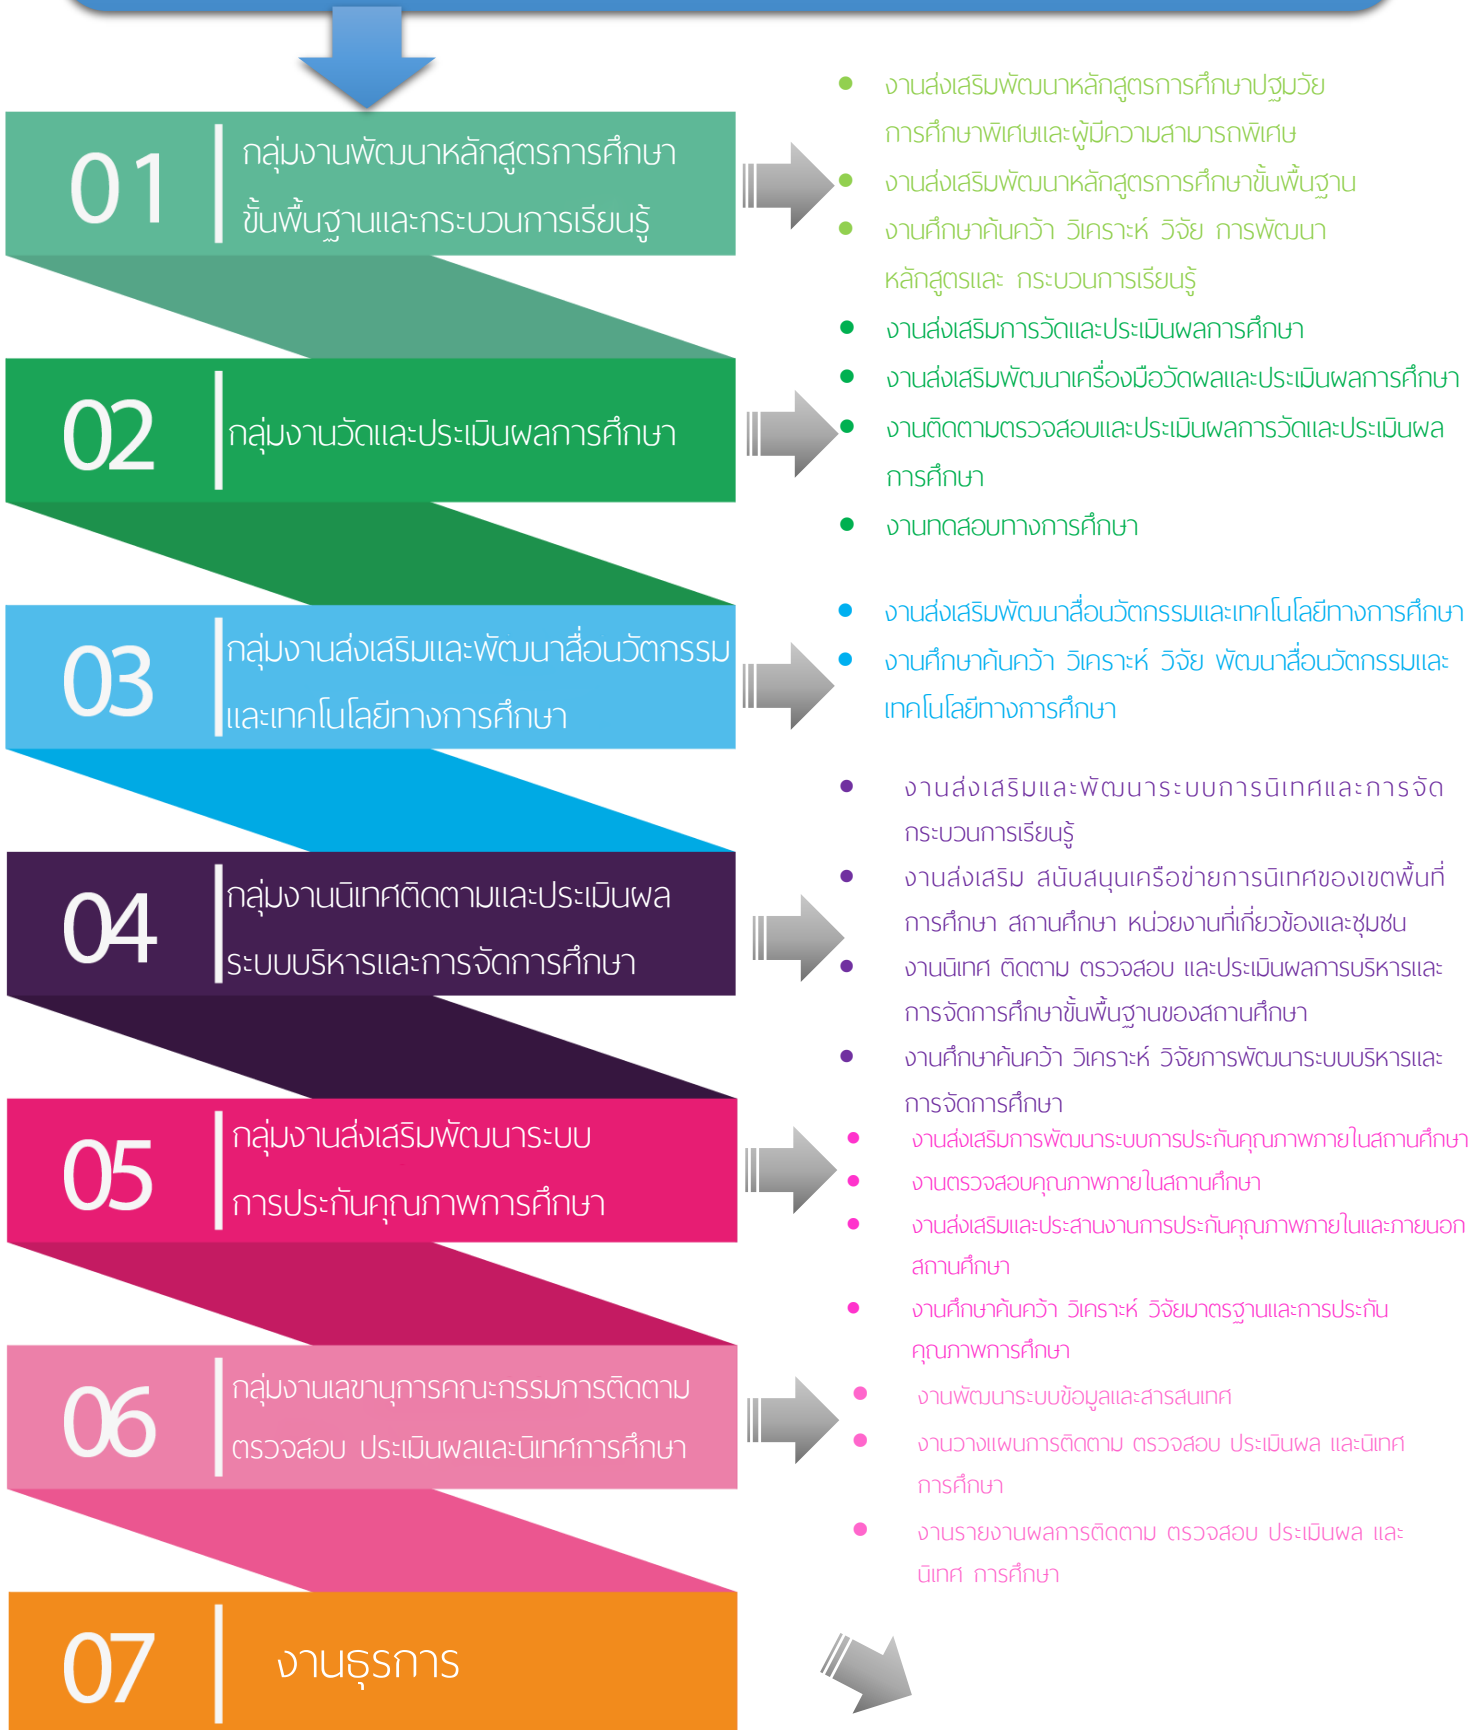 01
กลุ่มงานพัฒนาหลักสูตรการศึกษา
ขั้นพื้นฐานและกระบวนการเรียนรู้
งานส่งเสริมพัฒนาหลักสูตรการศึกษาปฐมวัย
การศึกษาพิเศษและผู้มีความสามารถพิเศษ
งานส่งเสริมพัฒนาหลักสูตรการศึกษาขั้นพื้นฐาน
งานศึกษาค้นคว้า วิเคราะห์ วิจัย การพัฒนา
หลักสูตรและ กระบวนการเรียนรู้
02
กลุ่มงานวัดและประเมินผลการศึกษา
งานส่งเสริมการวัดและประเมินผลการศึกษา
งานส่งเสริมพัฒนาเครื่องมือวัดผลและประเมินผลการศึกษา
งานติดตามตรวจสอบและประเมินผลการวัดและประเมินผล
การศึกษา
งานทดสอบทางการศึกษา
03
กลุ่มงานส่งเสริมและพัฒนาสื่อนวัตกรรม
และเทคโนโลยีทางการศึกษา
งานส่งเสริมพัฒนาสื่อนวัตกรรมและเทคโนโลยีทางการศึกษา
งานศึกษาค้นคว้า วิเคราะห์ วิจัย พัฒนาสื่อนวัตกรรมและ
เทคโนโลยีทางการศึกษา
04
กลุ่มงานนิเทศติดตามและประเมินผล
ระบบบริหารและการจัดการศึกษา
งานส่งเสริมและพัฒนาระบบการนิเทศและการจัด
กระบวนการเรียนรู้
งานส่งเสริม สนับสนุนเครือข่ายการนิเทศของเขตพื้นที่
การศึกษา สถานศึกษา หน่วยงานที่เกี่ยวข้องและชุมชน
งานนิเทศ ติดตาม ตรวจสอบ และประเมินผลการบริหารและ
การจัดการศึกษาขั้นพื้นฐานของสถานศึกษา
งานศึกษาค้นคว้า วิเคราะห์ วิจัยการพัฒนาระบบบริหารและ
การจัดการศึกษา
05
กลุ่มงานส่งเสริมพัฒนาระบบ
การประกันคุณภาพการศึกษา
งานส่งเสริมการพัฒนาระบบการประกันคุณภาพภายในสถานศึกษา
งานตรวจสอบคุณภาพภายในสถานศึกษา
งานส่งเสริมและประสานงานการประกันคุณภาพภายในและภายนอก
สถานศึกษา
งานศึกษาค้นคว้า วิเคราะห์ วิจัยมาตรฐานและการประกัน
คุณภาพการศึกษา
06
กลุ่มงานเลขานุการคณะกรรมการติดตาม
ตรวจสอบ ประเมินผลและนิเทศการศึกษา
งานพัฒนาระบบข้อมูลและสารสนเทศ
งานวางแผนการติดตาม ตรวจสอบ ประเมินผล และนิเทศ
การศึกษา
งานรายงานผลการติดตาม ตรวจสอบ ประเมินผล และ
นิเทศ การศึกษา
07
งานธุรการ